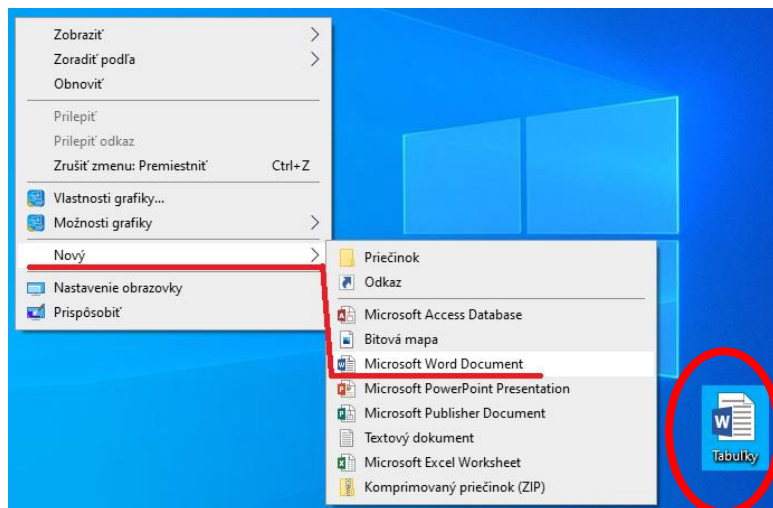 Zobraziť
Zoradiť podľa
Obnoviť
Prilepiť
Prilepiť odkaz
Zrušiť zmenu: Premiestniť Ctrl+Z
Vlastnosti grafiky...
Možnosti grafiky
Nový
Nastavenie obrazovky
Prispôsobiť
Priečinok
Odkaz
Microsoft Access Database
Bitová mapa
Microsoft Word Document
Microsoft PowerPoint Presentation
Microsoft Publisher Document
Textový dokument
Microsoft Excel Worksheet
Komprimovaný priečinok (ZIP)
Tabuľky